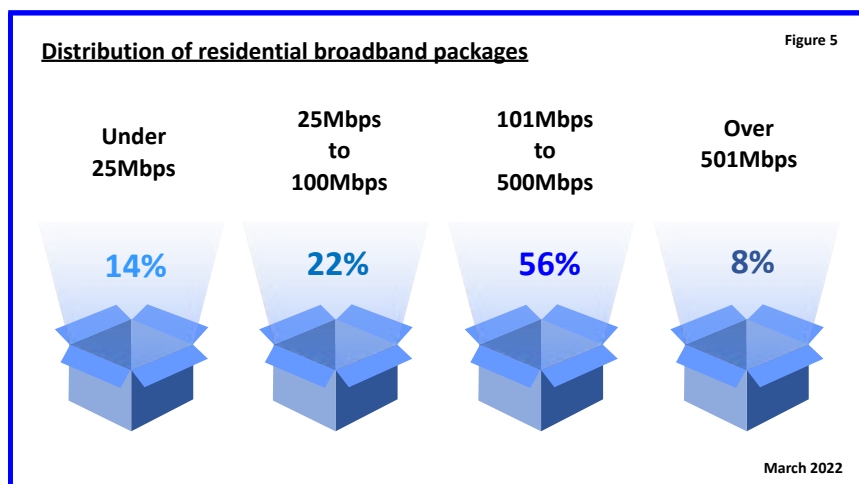 Distribution of residential broadband packages
Figure 5
Under
25Mbps
25Mbps
to
100Mbps
101Mbps
to
500Mbps
Over
501Mbps
14%
22%
56%
8%
March 2022